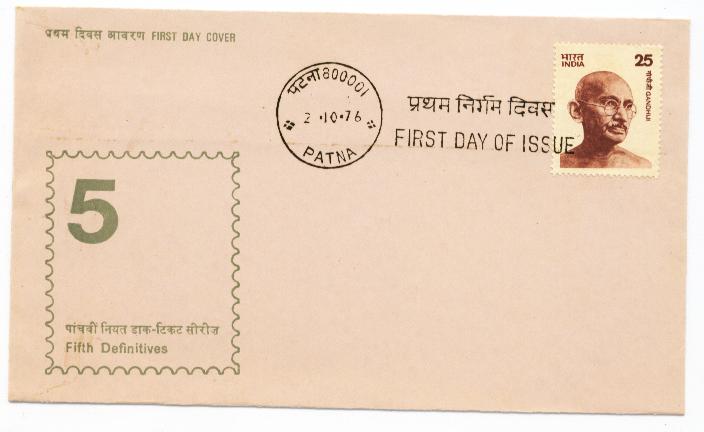 प्रथम दिवस आवरण FIRST DAY COVER
पटना 800001
2.10.76
PATNA
प्रथम निर्गम दिवस
FIRST DAY OF ISSUE
भारत 25
INDIA
गांधीजी GANDHIJI
5
पांचवीं नियत डाक-टिकट सीरीज़
Fifth Definitives